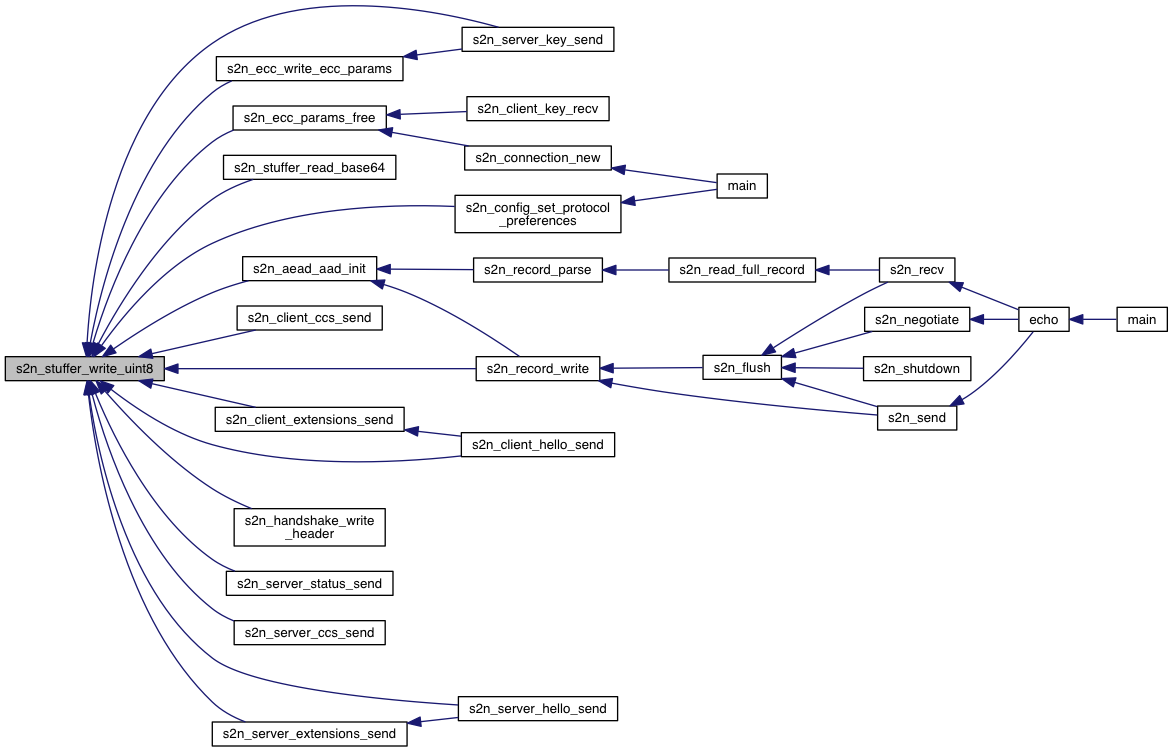 s2n_server_key_send
s2n_ecc_write_ecc_params
s2n_client_key_recv
s2n_ecc_params_free
s2n_connection_new
s2n_stuffer_read_base64
main
s2n_config_set_protocol
_preferences
s2n_aead_aad_init
s2n_record_parse
s2n_read_full_record
s2n_recv
s2n_client_ccs_send
s2n_negotiate
echo
main
s2n_stuffer_write_uint8
s2n_record_write
s2n_flush
s2n_shutdown
s2n_client_extensions_send
s2n_send
s2n_client_hello_send
s2n_handshake_write
_header
s2n_server_status_send
s2n_server_ccs_send
s2n_server_hello_send
s2n_server_extensions_send